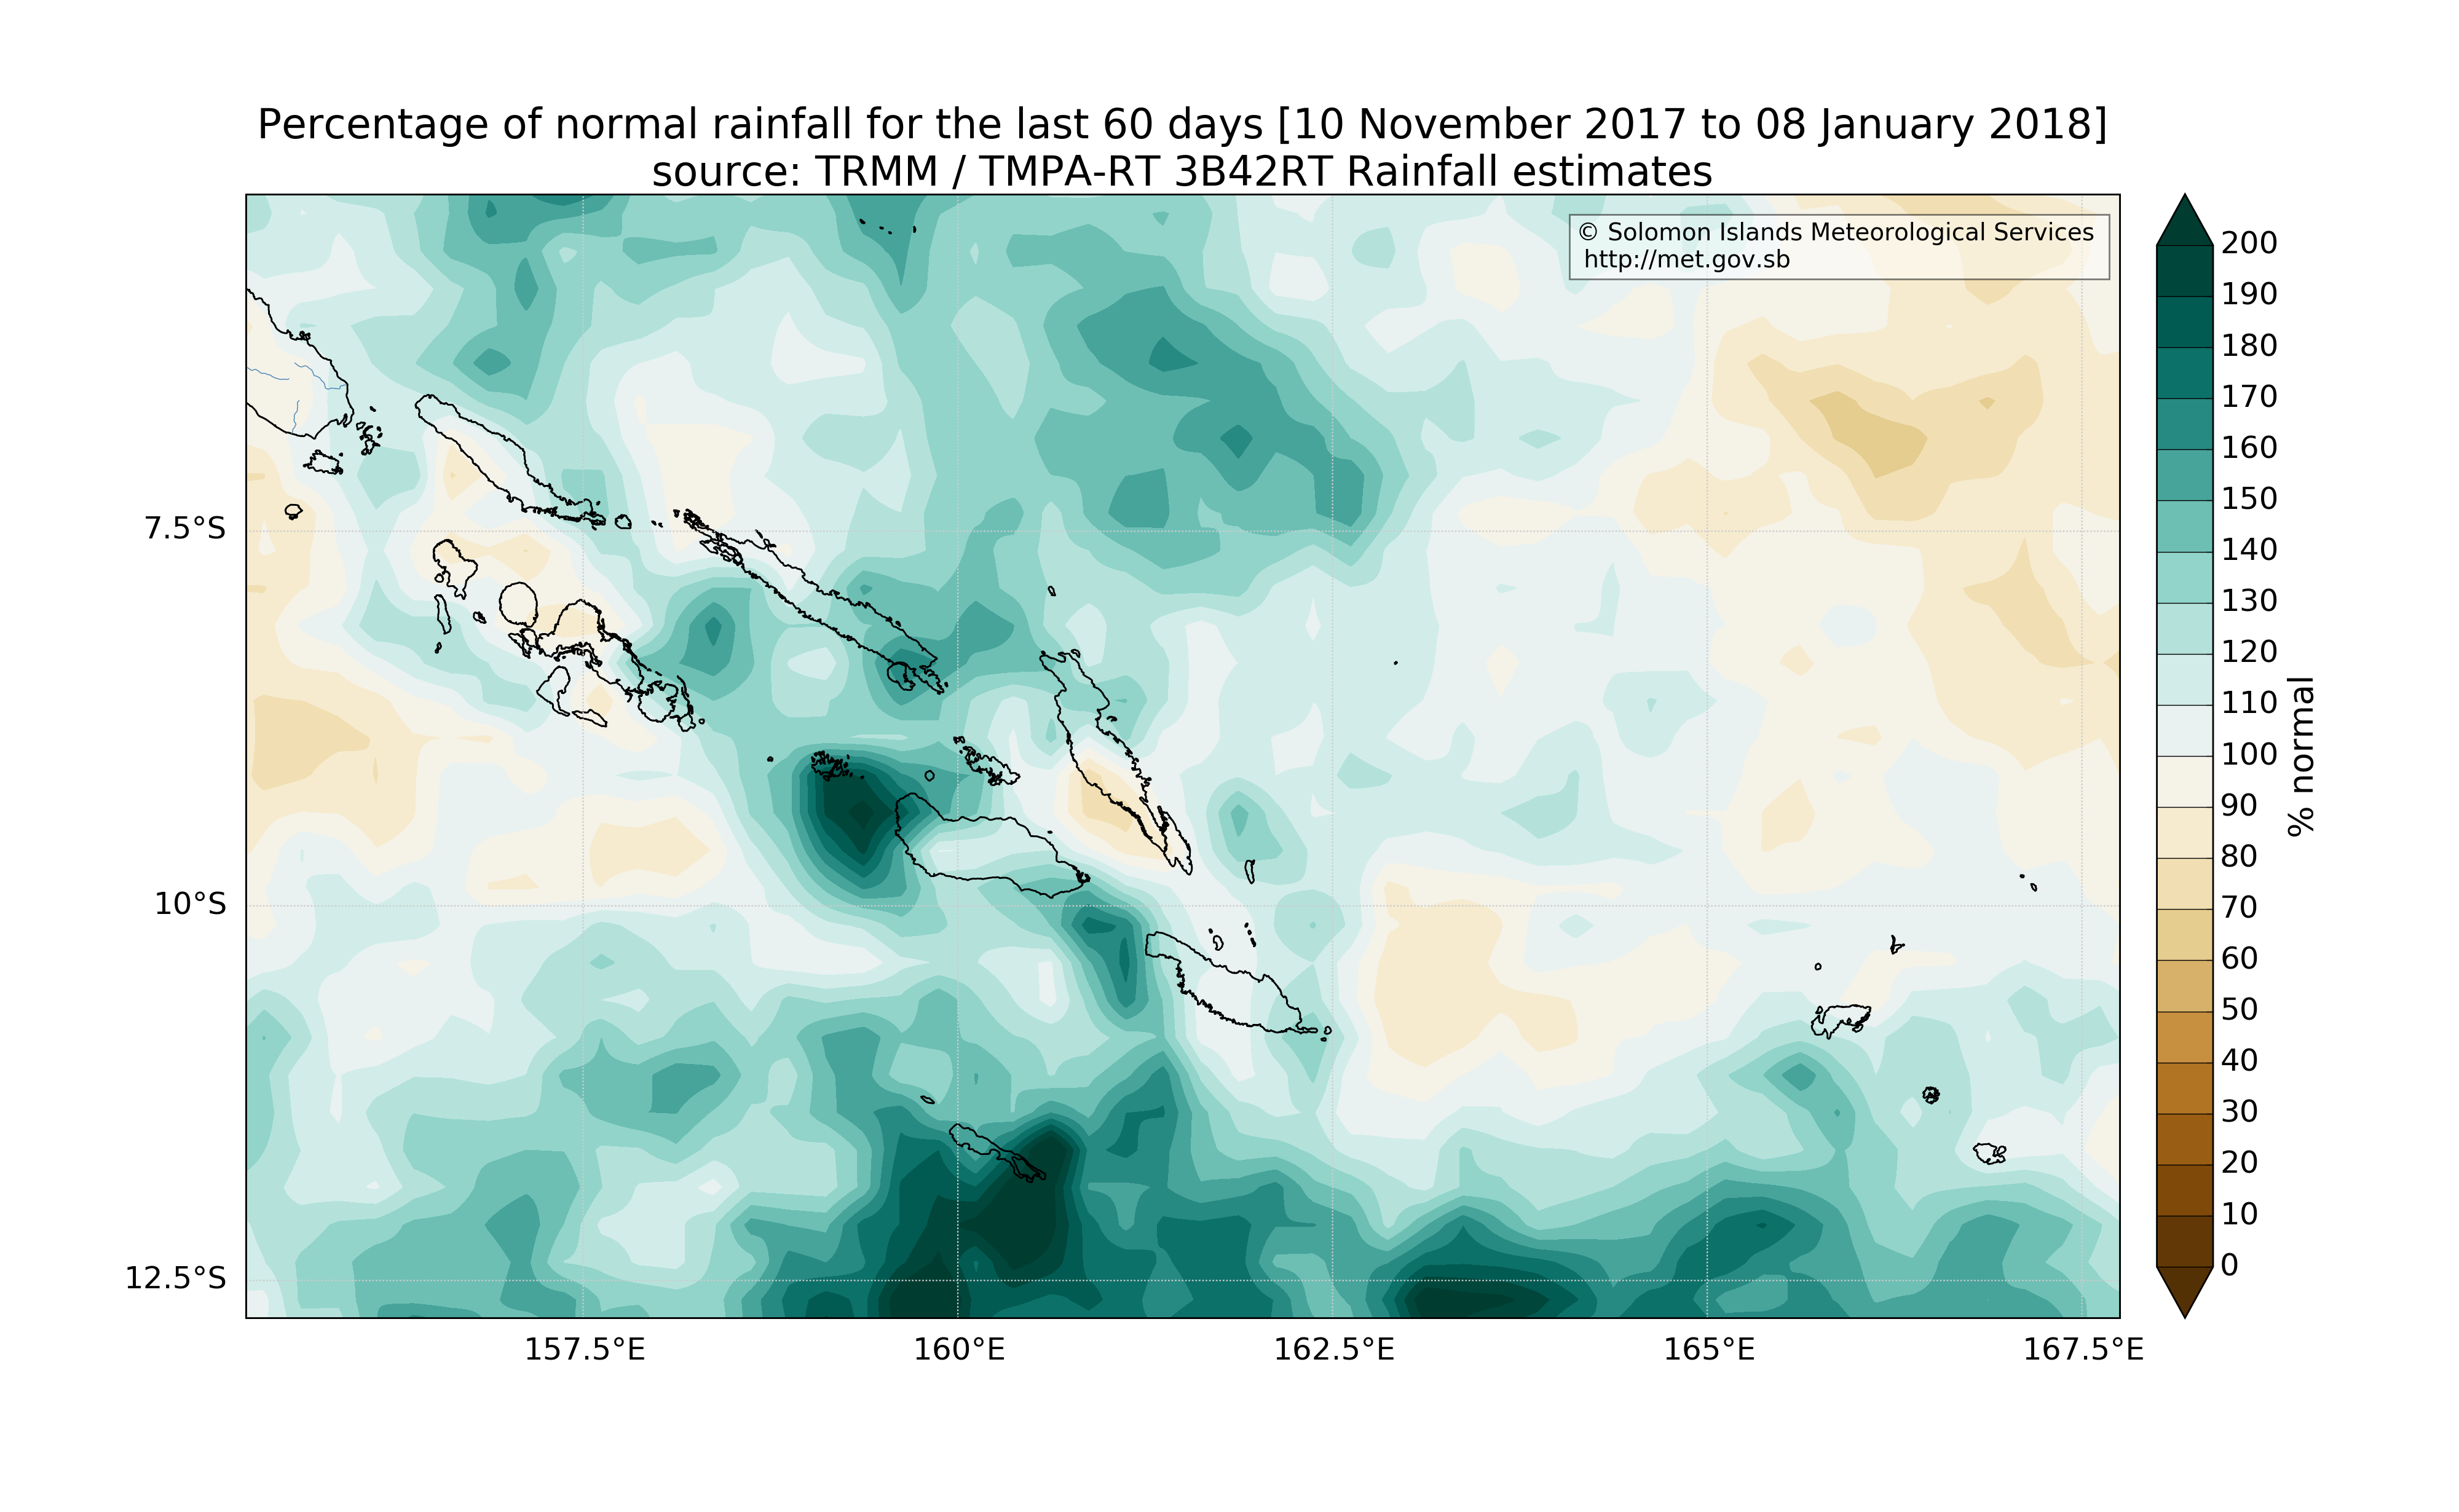 Percentage of normal rainfall for the last 60 days [10 November 2017 to 08 January 2018]
source: TRMM / TMPA-RT 3B42RT Rainfall estimates
© Solomon Islands Meteorological Services
http://met.gov.sb
7.5°S
10°S
12.5°S
157.5°E
160°E
162.5°E
165°E
167.5°E
200
190
180
170
160
150
140
130
120
110
100
90
80
70
60
50
40
30
20
10
0
% normal